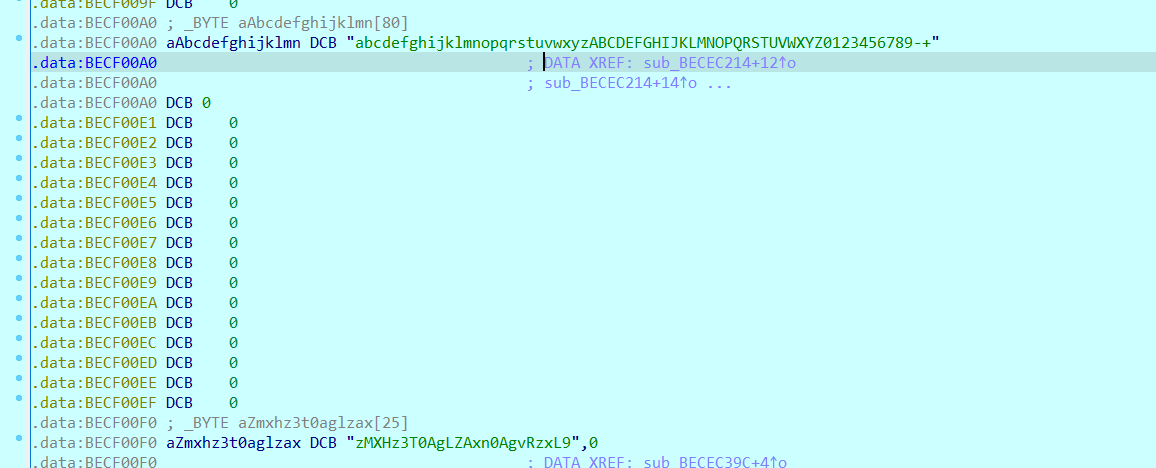 .data:BECF009F DCB 0
.data:BECF00A0 ; _BYTE aAbcdefghijklmn[80]
.data:BECF00A0 aAbcdefghijklmn DCB "abcdefghijklmnopqrstuvwxyzABCDEFGHIJKLMNOPQRSTUVWXYZ0123456789-+"
.data:BECF00A0 ; DATA XREF: sub_BECEC214+12↑o
.data:BECF00A0 ; sub_BECEC214+14↑o ...
.data:BECF00A0 DCB 0
.data:BECF00E1 DCB 0
.data:BECF00E2 DCB 0
.data:BECF00E3 DCB 0
.data:BECF00E4 DCB 0
.data:BECF00E5 DCB 0
.data:BECF00E6 DCB 0
.data:BECF00E7 DCB 0
.data:BECF00E8 DCB 0
.data:BECF00E9 DCB 0
.data:BECF00EA DCB 0
.data:BECF00EB DCB 0
.data:BECF00EC DCB 0
.data:BECF00ED DCB 0
.data:BECF00EE DCB 0
.data:BECF00EF DCB 0
.data:BECF00F0 ; _BYTE aZmxhz3t0aglzax[25]
.data:BECF00F0 aZmxhz3t0aglzax DCB "zMXHz3T0AgLZAxn0AgvRzxL9",0
.data:BECF00F0 ; DATA XREF: sub_BECEC39C+4↑o